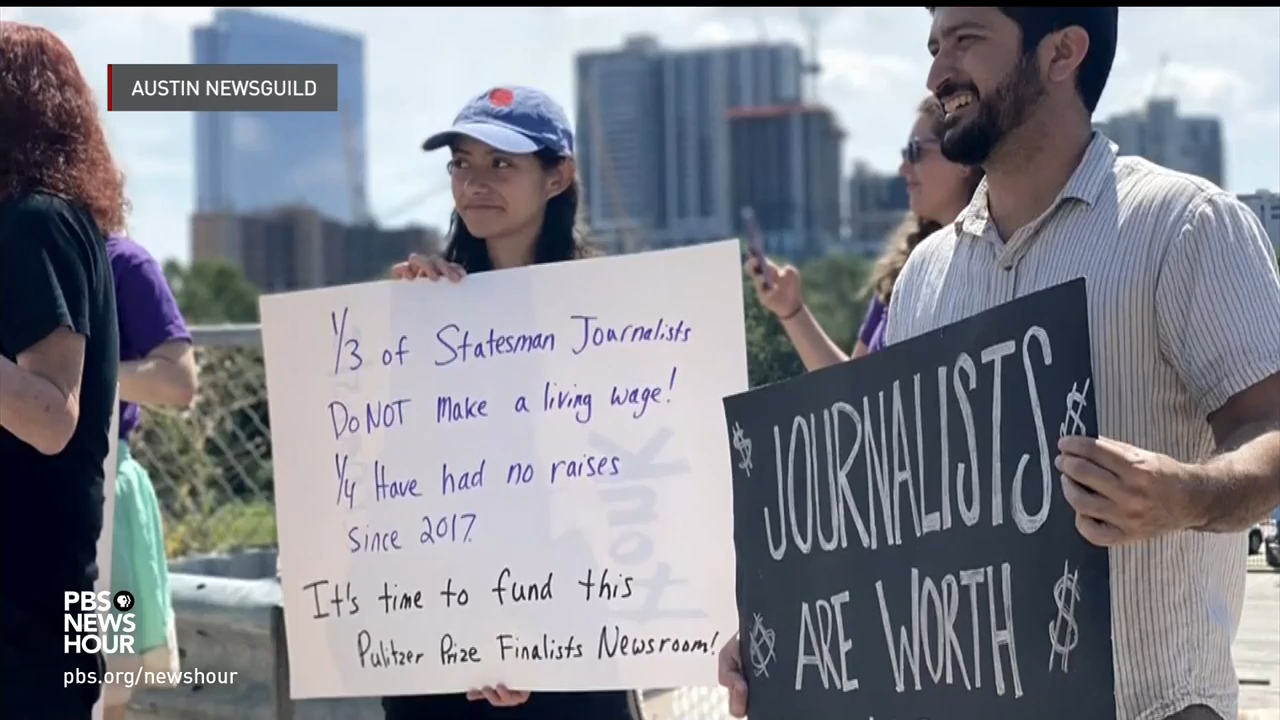 AUSTIN NEWSGUILD
1/3 of Statesman Journalists
Do NOT Make a living wage!
1/4 Have had no raises
since 2017.
It's time to fund this
Pulitzer Prize Finalists Newsroom!
Honk
$ JOURNALISTS $
$ ARE WORTH $
PBS
NEWS
HOUR
pbs.org/newshour